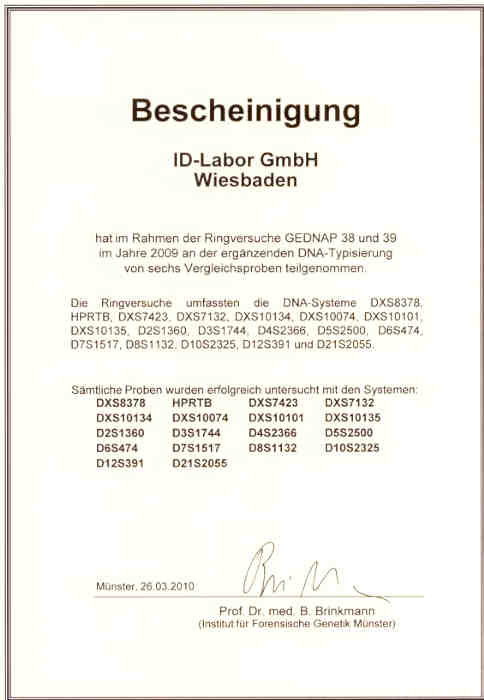 Bescheinigung
ID-Labor GmbH
Wiesbaden
hat im Rahmen der Ringversuche GEDNAP 38 und 39
im Jahre 2009 an der ergänzenden DNA-Typisierung
von sechs Vergleichsproben teilgenommen.
Die Ringversuche umfassten die DNA-Systeme DXS8378,
HPRTB, DXS7423, DXS7132, DXS10134, DXS10074, DXS10101,
DXS10135, D2S1360, D3S1744, D4S2366, D5S2500, D6S474,
D7S1517, D8S1132, D10S2325, D12S391 und D21S2055.
Sämtliche Proben wurden erfolgreich untersucht mit den Systemen:
DXS8378 HPRTB DXS7423 DXS7132
DXS10134 DXS10074 DXS10101 DXS10135
D2S1360 D3S1744 D4S2366 D5S2500
D6S474 D7S1517 D8S1132 D10S2325
D12S391 D21S2055
Münster, 26.03.2010
Prof. Dr. med. B. Brinkmann
(Institut für Forensische Genetik Münster)